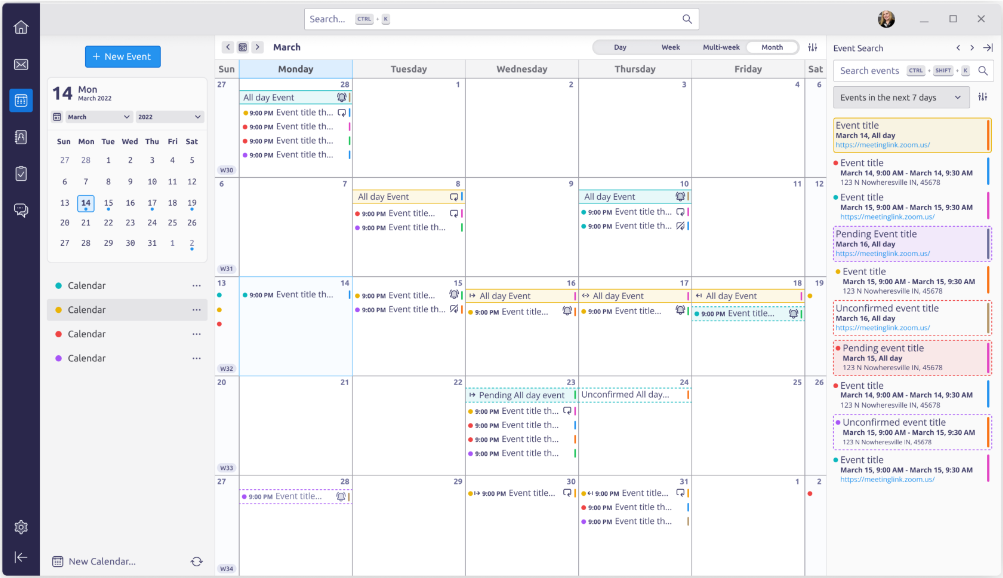 Search... CTRL + K
+ New Event
14 Mon
March 2022
March 2022
Sun Mon Tue Wed Thu Fri Sat
27 28 1 2 3 4 5
6 7 8 9 10 11 12
13 14 15 16 17 18 19
20 21 22 23 24 25 26
27 28 29 30 31 1 2
Calendar
Calendar
Calendar
Calendar
New Calendar...
March
Day Week Multi-week Month
Sun Monday Tuesday Wednesday Thursday Friday Sat
27 28 1 2 3 4 6
All day Event
9:00 PM Event title th...
9:00 PM Event title th...
9:00 PM Event title th...
9:00 PM Event title th...
W30
6 7 8 9 10 11 12
All day Event All day Event
9:00 PM Event title... 9:00 PM Event title...
9:00 PM Event title th... 9:00 PM Event title th...
W31
13 14 15 16 17 18 19
9:00 PM Event title th... 9:00 PM Event title... All day Event All day Event All day Event
9:00 PM Event title th... 9:00 PM Event title... 9:00 PM Event title... 9:00 PM Event title...
W32
20 21 22 23 24 25 26
Pending All day event Unconfirmed All day...
9:00 PM Event title th...
9:00 PM Event title th...
9:00 PM Event title th...
9:00 PM Event title th...
W33
27 28 29 30 31 1 2
9:00 PM Event title... 9:00 PM Event title... 9:00 PM Event title...
9:00 PM Event title th...
9:00 PM Event title th...
W34
Event Search
Search events CTRL + SHIFT + K
Events in the next 7 days
Event title
March 14, All day
https://meetinglink.zoom.us/
Event title
March 14, 9:00 AM - March 14, 9:30 AM
123 N Nowheresville IN, 45678
Event title
March 15, 9:00 AM - March 15, 9:30 AM
https://meetinglink.zoom.us/
Pending Event title
March 16, All day
https://meetinglink.zoom.us/
Event title
March 15, 9:00 AM - March 15, 9:30 AM
123 N Nowheresville IN, 45678
Unconfirmed event title
March 16, All day
https://meetinglink.zoom.us/
Pending event title
March 15, All day
123 N Nowheresville IN, 45678
Event title
March 14, 9:00 AM - March 14, 9:30 AM
123 N Nowheresville IN, 45678
Unconfirmed event title
March 15, 9:00 AM - March 15, 9:30 AM
123 N Nowheresville IN, 45678
Event title
March 15, 9:00 AM - March 15, 9:30 AM
https://meetinglink.zoom.us/